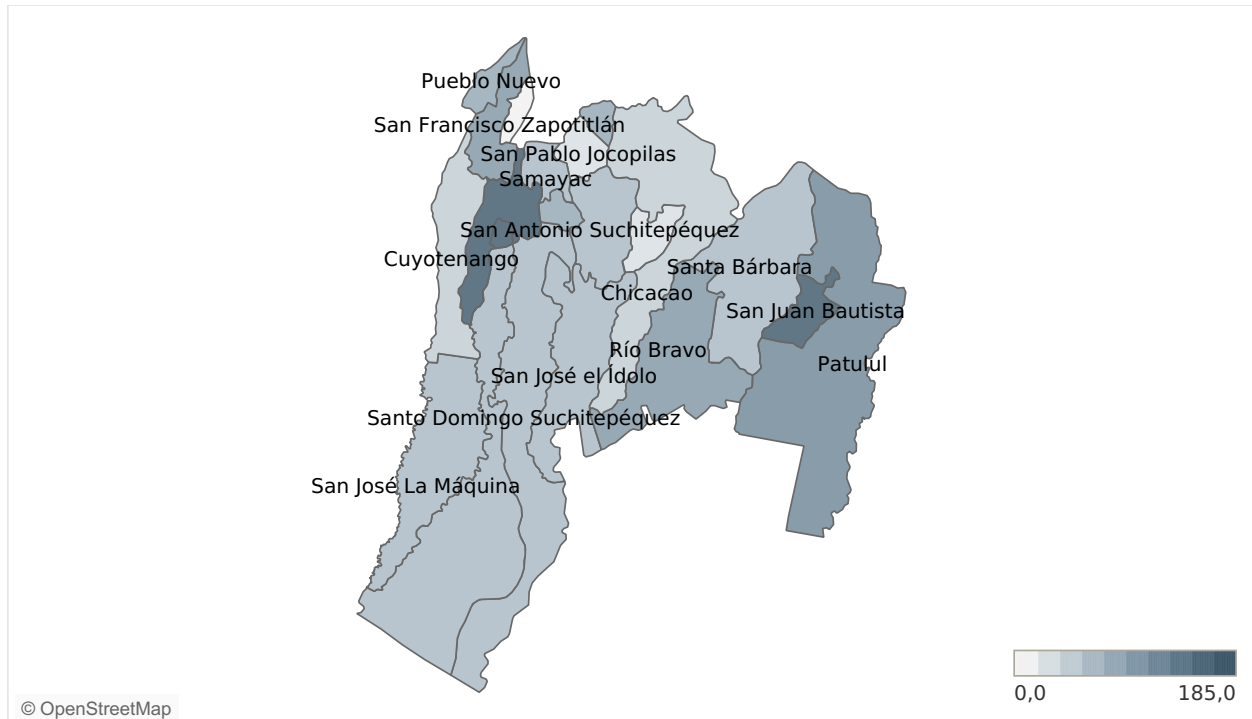 Pueblo Nuevo
San Francisco Zapotitlán
San Pablo Jocopilas
Samayac
San Antonio Suchitepéquez
Cuyotenango
Santa Bárbara
Chicacao
San Juan Bautista
Río Bravo
Patulul
San José el Ídolo
Santo Domingo Suchitepéquez
San José La Máquina
0,0 185,0
© OpenStreetMap